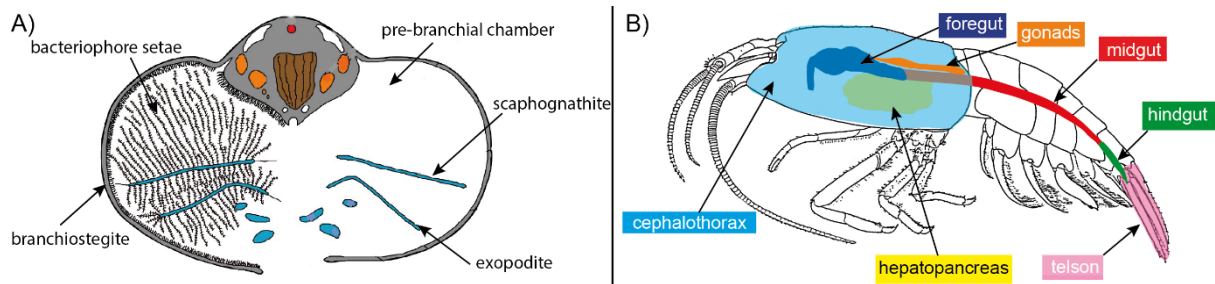 A)
bacteriophore setae
pre-branchial chamber
scaphognathite
branchiostegite
exopodite
B)
foregut
gonads
midgut
hindgut
cephalothorax
hepatopancreas
telson